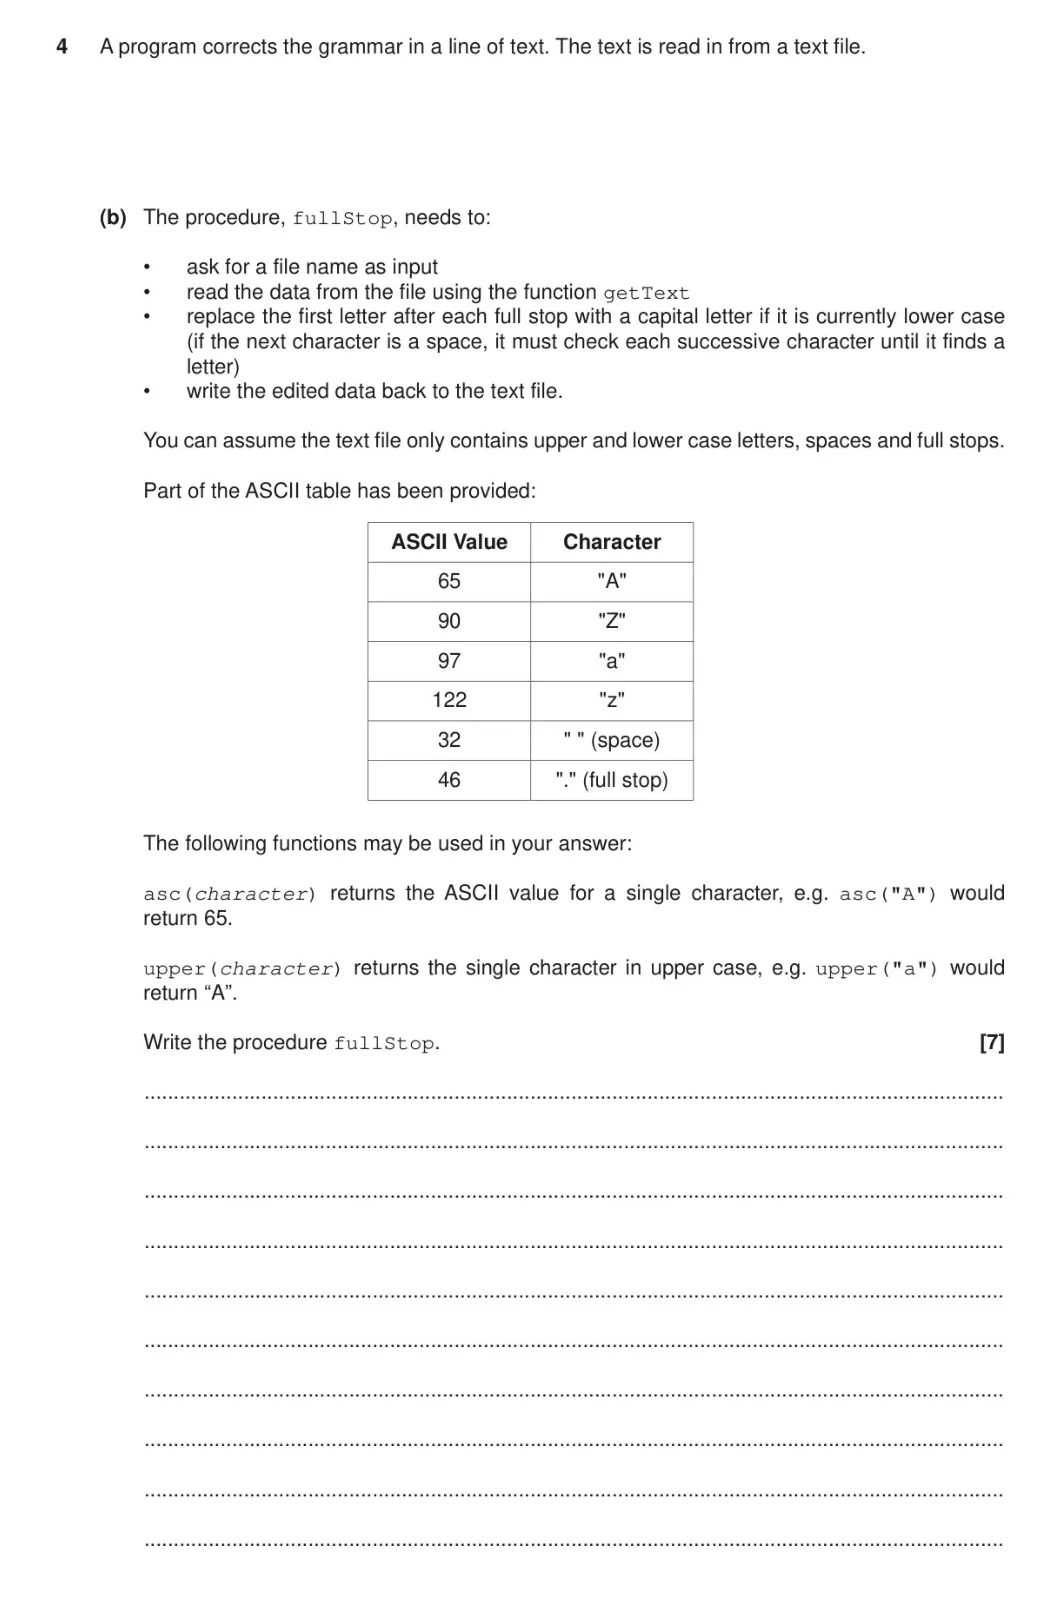 4 A program corrects the grammar in a line of text. The text is read in from a text file.
(b) The procedure, fullStop, needs to:
• ask for a file name as input
• read the data from the file using the function getText
• replace the first letter after each full stop with a capital letter if it is currently lower case
(if the next character is a space, it must check each successive character until it finds a
letter)
• write the edited data back to the text file.
You can assume the text file only contains upper and lower case letters, spaces and full stops.
Part of the ASCII table has been provided:
ASCII Value Character
65 "A"
90 "Z"
97 "a"
122 "z"
32 " " (space)
46 "." (full stop)
The following functions may be used in your answer:
asc(character) returns the ASCII value for a single character, e.g. asc("A") would
return 65.
upper(character) returns the single character in upper case, e.g. upper("a") would
return “A”.
Write the procedure fullStop. [7]